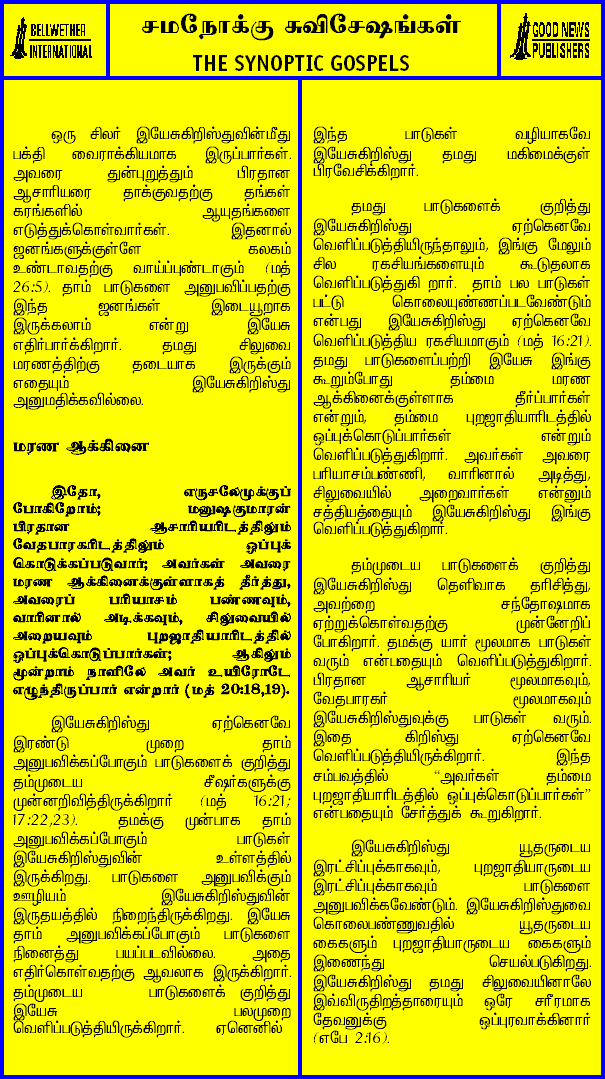 BELLWETHER
INTERNATIONAL
சமநோக்கு சுவிசேஷங்கள்
THE SYNOPTIC GOSPELS
GOOD NEWS
PUBLISHERS
ஒரு சிலர் இயேசுகிறிஸ்துவின்மீது
பக்தி வைராக்கியமாக இருப்பார்கள்.
அவரை துன்புறுத்தும் பிரதான
ஆசாரியரை தாக்குவதற்கு தங்கள்
கரங்களில் ஆயுதங்களை
எடுத்துக்கொள்வார்கள். இதனால்
ஜனங்களுக்குள்ளே கலகம்
உண்டாவதற்கு வாய்ப்புண்டாகும் (மத்
26:5). தாம் பாடுகளை அனுபவிப்பதற்கு
இந்த ஜனங்கள் இடையூறாக
இருக்கலாம் என்று இயேசு
எதிர்பார்க்கிறார். தமது சிலுவை
மரணத்திற்கு தடையாக இருக்கும்
எதையும் இயேசுகிறிஸ்து
அனுமதிக்கவில்லை.
மரண ஆக்கினை
இதோ, எருசலேமுக்குப்
போகிறோம்; மனுஷகுமாரன்
பிரதான ஆசாரியரிடத்திலும்
வேதபாரகரிடத்திலும் ஒப்புக்
கொடுக்கப்படுவார்; அவர்கள் அவரை
மரண ஆக்கினைக்குள்ளாகத் தீர்த்து,
அவரைப் பரியாசம் பண்ணவும்,
வாரினால் அடிக்கவும், சிலுவையில்
அறையவும் புறஜாதியாரிடத்தில்
ஒப்புக்கொடுப்பார்கள்; ஆகிலும்
மூன்றாம் நாளிலே அவர் உயிரோடே
எழுந்திருப்பார் என்றார் (மத் 20:18,19).
இயேசுகிறிஸ்து ஏற்கெனவே
இரண்டு முறை தாம்
அனுபவிக்கப்போகும் பாடுகளைக் குறித்து
தம்முடைய சீஷர்களுக்கு
முன்னறிவித்திருக்கிறார் (மத் 16:21;
17:22,23). தமக்கு முன்பாக தாம்
அனுபவிக்கப்போகும் பாடுகள்
இயேசுகிறிஸ்துவின் உள்ளத்தில்
இருக்கிறது. பாடுகளை அனுபவிக்கும்
ஊழியம் இயேசுகிறிஸ்துவின்
இருதயத்தில் நிறைந்திருக்கிறது. இயேசு
தாம் அனுபவிக்கப்போகும் பாடுகளை
நினைத்து பயப்படவில்லை. அதை
எதிர்கொள்வதற்கு ஆவலாக இருக்கிறார்.
தம்முடைய பாடுகளைக் குறித்து
இயேசு பலமுறை
வெளிப்படுத்தியிருக்கிறார். ஏனெனில்
இந்த பாடுகள் வழியாகவே
இயேசுகிறிஸ்து தமது மகிமைக்குள்
பிரவேசிக்கிறார்.
தமது பாடுகளைக் குறித்து
இயேசுகிறிஸ்து ஏற்கெனவே
வெளிப்படுத்தியிருந்தாலும், இங்கு மேலும்
சில ரகசியங்களையும் கூடுதலாக
வெளிப்படுத்துகி றார். தாம் பல பாடுகள்
பட்டு கொலையுண்ணப்படவேண்டும்
என்பது இயேசுகிறிஸ்து ஏற்கெனவே
வெளிப்படுத்திய ரகசியமாகும் (மத் 16:21).
தமது பாடுகளைப்பற்றி இயேசு இங்கு
கூறும்போது தம்மை மரண
ஆக்கினைக்குள்ளாக தீர்ப்பார்கள்
என்றும், தம்மை புறஜாதியாரிடத்தில்
ஒப்புக்கொடுப்பார்கள் என்றும்
வெளிப்படுத்துகிறார். அவர்கள் அவரை
பரியாசம்பண்ணி, வாரினால் அடித்து,
சிலுவையில் அறைவார்கள் என்னும்
சத்தியத்தையும் இயேசுகிறிஸ்து இங்கு
வெளிப்படுத்துகிறார்.
தம்முடைய பாடுகளைக் குறித்து
இயேசுகிறிஸ்து தெளிவாக தரிசித்து,
அவற்றை சந்தோஷமாக
ஏற்றுக்கொள்வதற்கு முன்னேறிப்
போகிறார். தமக்கு யார் மூலமாக பாடுகள்
வரும் என்பதையும் வெளிப்படுத்துகிறார்.
பிரதான ஆசாரியர் மூலமாகவும்,
வேதபாரகர் மூலமாகவும்
இயேசுகிறிஸ்துவுக்கு பாடுகள் வரும்.
இதை கிறிஸ்து ஏற்கெனவே
வெளிப்படுத்தியிருக்கிறார். இந்த
சம்பவத்தில் “அவர்கள் தம்மை
புறஜாதியாரிடத்தில் ஒப்புக்கொடுப்பார்கள்”
என்பதையும் சேர்த்துக் கூறுகிறார்.
இயேசுகிறிஸ்து யூதருடைய
இரட்சிப்புக்காகவும், புறஜாதியாருடைய
இரட்சிப்புக்காகவும் பாடுகளை
அனுபவிக்கவேண்டும். இயேசுகிறிஸ்துவை
கொலைபண்ணுவதில் யூதருடைய
கைகளும் புறஜாதியாருடைய கைகளும்
இணைந்து செயல்படுகிறது.
இயேசுகிறிஸ்து தமது சிலுவையினாலே
இவ்விருதிறத்தாரையும் ஒரே சரீரமாக
தேவனுக்கு ஒப்புரவாக்கினார்
(எபே 2:16).